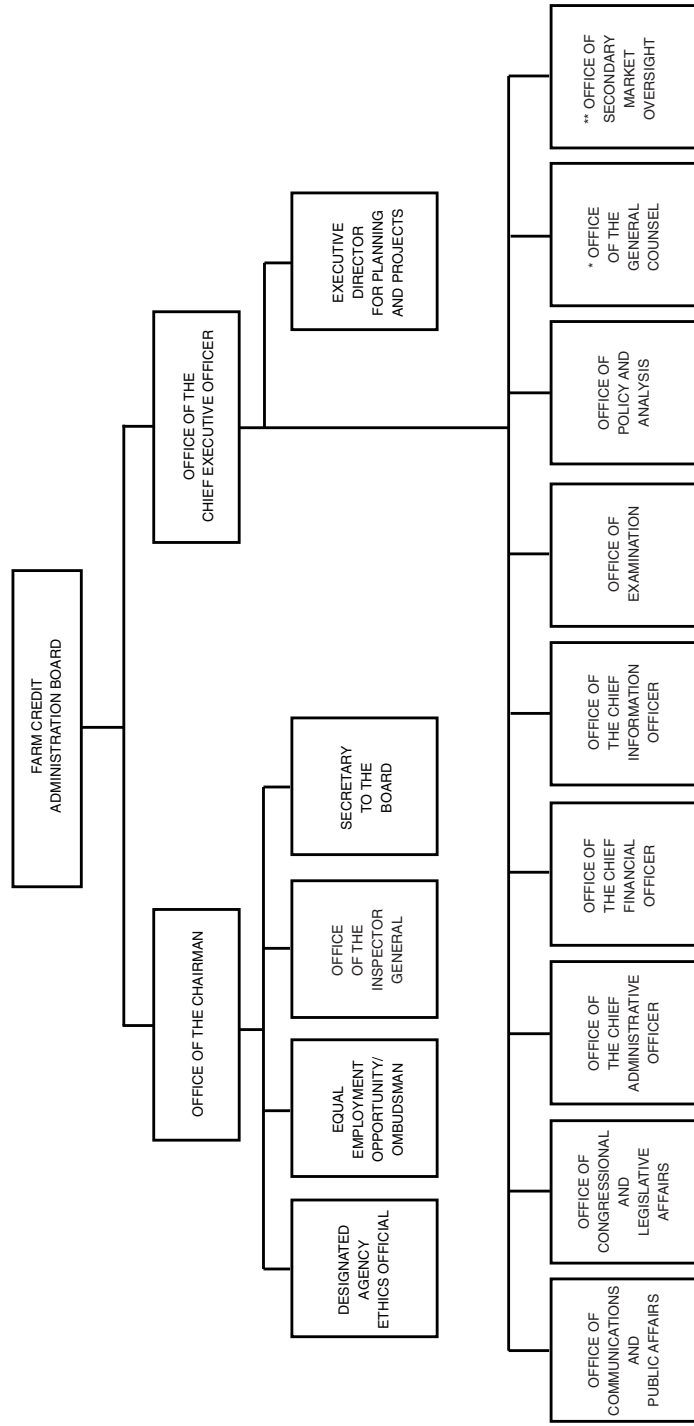 FARM CREDIT
ADMINISTRATION BOARD
OFFICE OF THE CHAIRMAN
OFFICE OF THE
CHIEF EXECUTIVE OFFICER
DESIGNATED
AGENCY
ETHICS OFFICIAL
EQUAL
EMPLOYMENT
OPPORTUNITY/
OMBUDSMAN
OFFICE
OF THE
INSPECTOR
GENERAL
SECRETARY
TO THE
BOARD
EXECUTIVE
DIRECTOR
FOR PLANNING
AND PROJECTS
OFFICE OF
COMMUNICATIONS
AND
PUBLIC AFFAIRS
OFFICE OF
CONGRESSIONAL
AND
LEGISLATIVE
AFFAIRS
OFFICE OF
THE CHIEF
ADMINISTRATIVE
OFFICER
OFFICE OF
THE CHIEF
FINANCIAL
OFFICER
OFFICE OF
THE CHIEF
INFORMATION
OFFICER
OFFICE OF
EXAMINATION
OFFICE OF
POLICY AND
ANALYSIS
* OFFICE
OF THE
GENERAL
COUNSEL
** OFFICE OF
SECONDARY
MARKET
OVERSIGHT